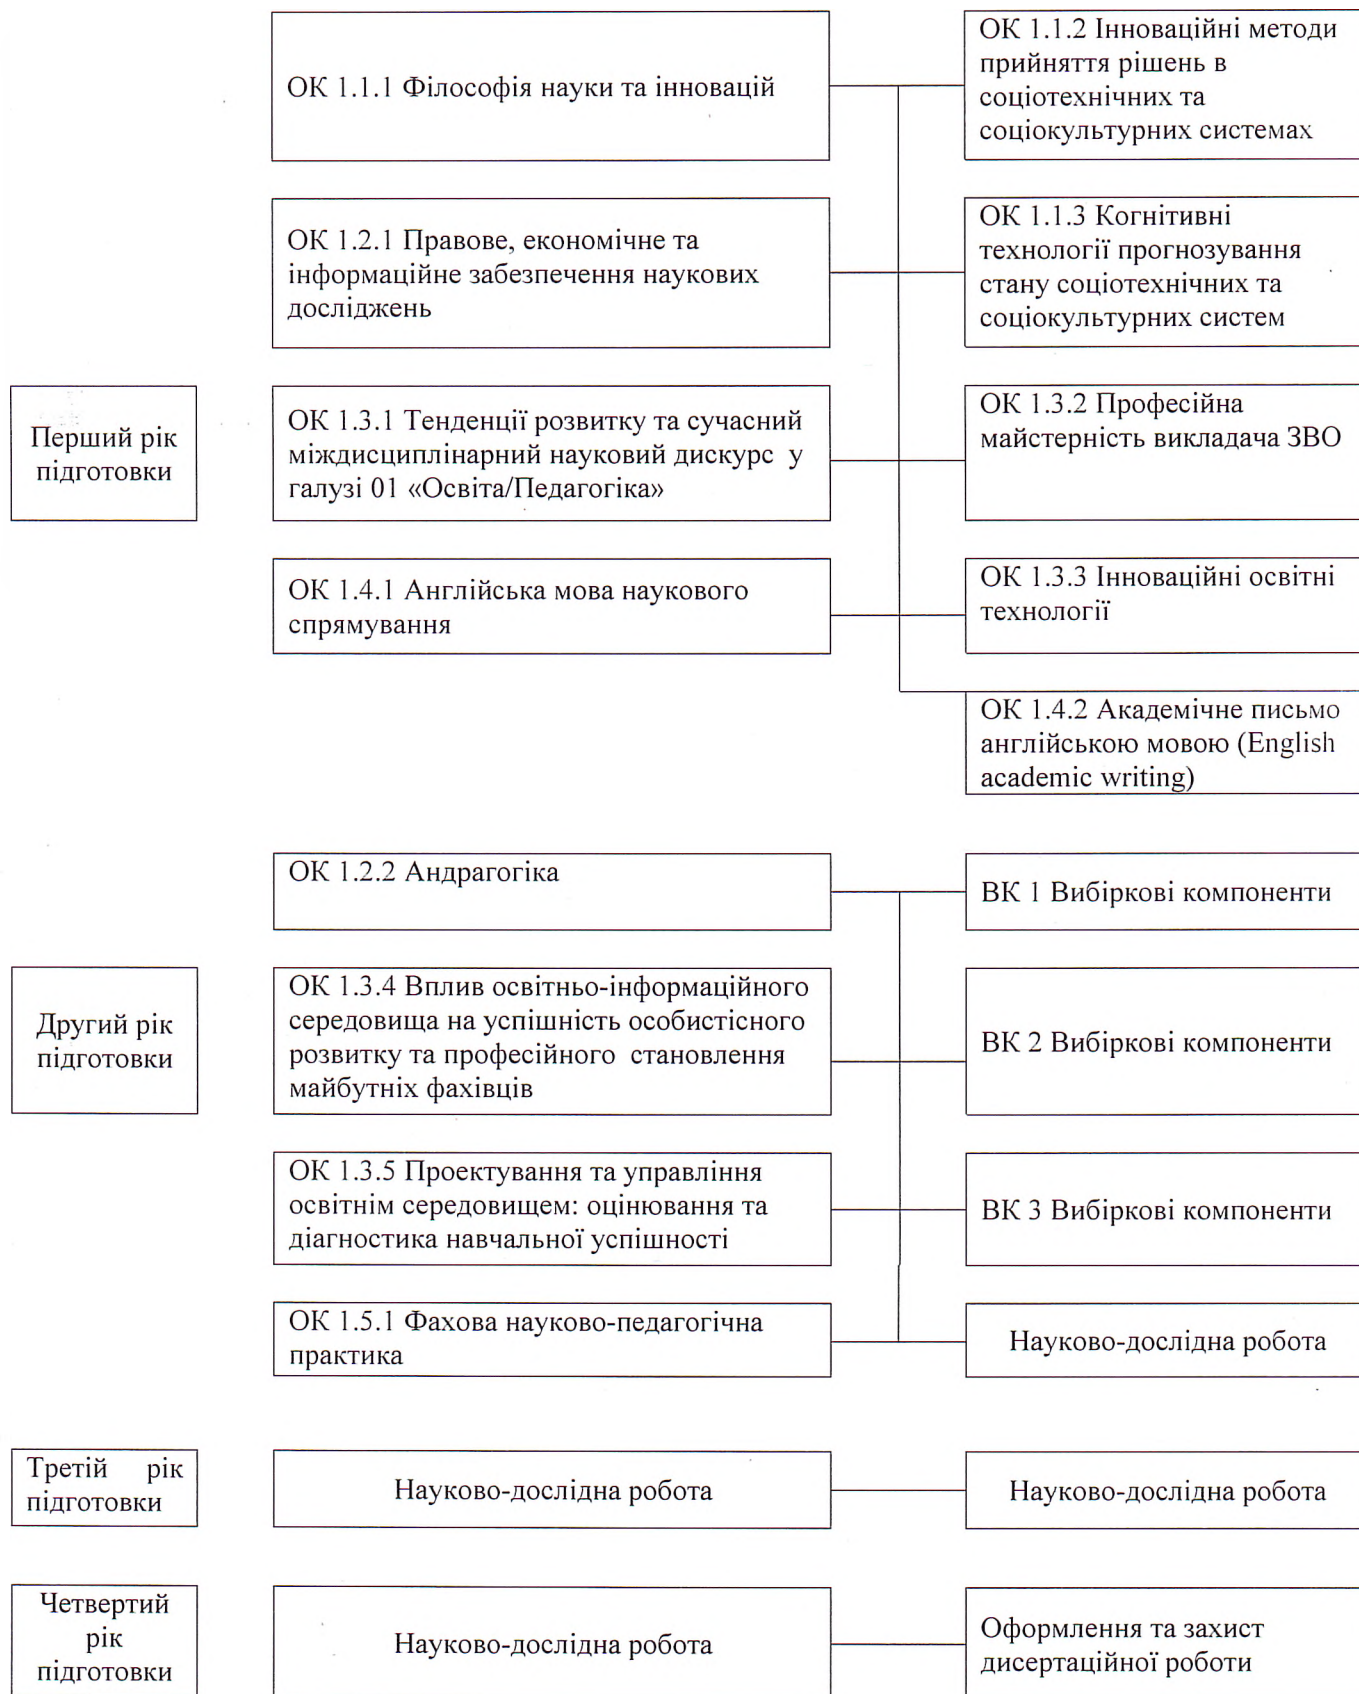 ОК 1.1.1 Філософія науки та інновацій
ОК 1.1.2 Інноваційні методи
прийняття рішень в
соціотехнічних та
соціокультурних системах
ОК 1.2.1 Правове, економічне та
інформаційне забезпечення наукових
досліджень
ОК 1.1.3 Когнітивні
технології прогнозування
стану соціотехнічних та
соціокультурних систем
Перший рік
підготовки
ОК 1.3.1 Тенденції розвитку та сучасний
міждисциплінарний науковий дискурс у
галузі 01 «Освіта/Педагогіка»
ОК 1.3.2 Професійна
майстерність викладача ЗВО
ОК 1.4.1 Англійська мова наукового
спрямування
ОК 1.3.3 Інноваційні освітні
технології
ОК 1.4.2 Академічне письмо
англійською мовою (English
academic writing)
ОК 1.2.2 Андрагогіка
ВК 1 Вибіркові компоненти
Другий рік
підготовки
ОК 1.3.4 Вплив освітньо-інформаційного
середовища на успішність особистісного
розвитку та професійного становлення
майбутніх фахівців
ВК 2 Вибіркові компоненти
ОК 1.3.5 Проектування та управління
освітнім середовищем: оцінювання та
діагностика навчальної успішності
ВК 3 Вибіркові компоненти
ОК 1.5.1 Фахова науково-педагогічна
практика
Науково-дослідна робота
Третій рік
підготовки
Науково-дослідна робота
Науково-дослідна робота
Четвертий
рік
підготовки
Науково-дослідна робота
Оформлення та захист
дисертаційної роботи